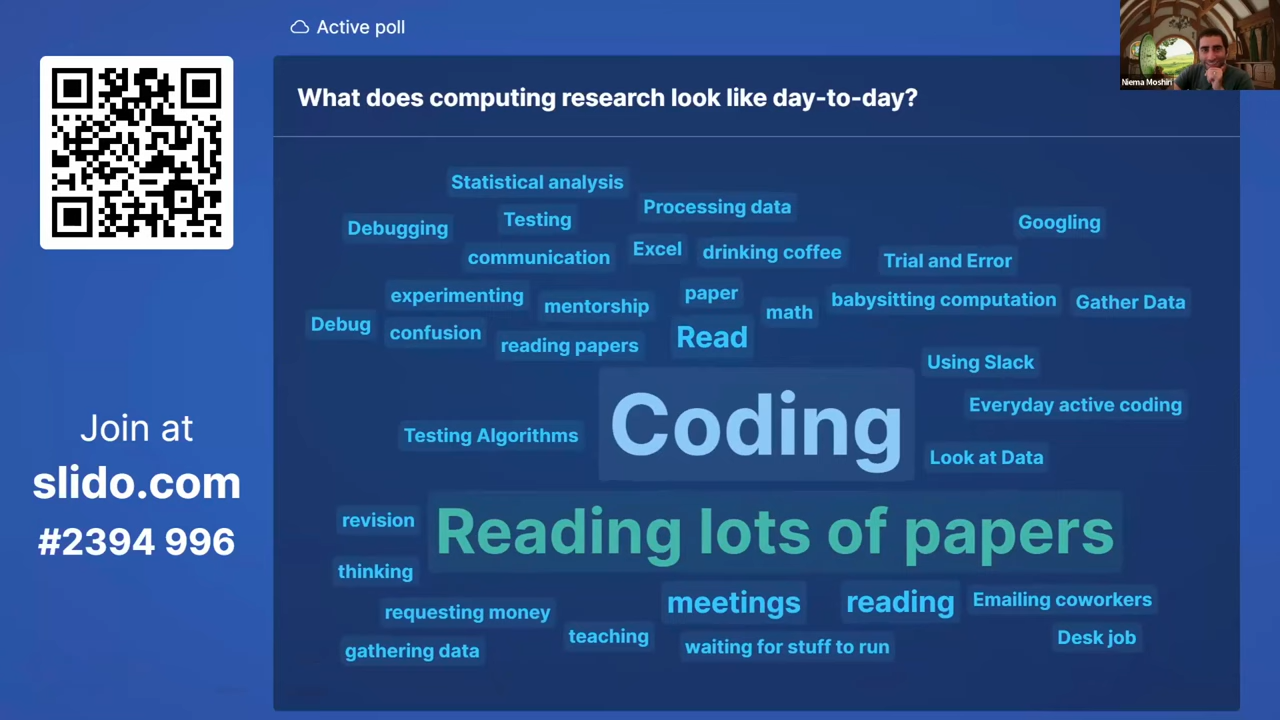 Active poll
Niema Moshiri
What does computing research look like day-to-day?
Statistical analysis
Processing data
Debugging
Testing
Googling
communication
Excel
drinking coffee
Trial and Error
experimenting
mentorship
paper
math
babysitting computation
Gather Data
Debug
confusion
reading papers
Read
Using Slack
Coding
Everyday active coding
Testing Algorithms
Look at Data
revision
Reading lots of papers
thinking
meetings
reading
Emailing coworkers
requesting money
teaching
waiting for stuff to run
Desk job
gathering data
Join at
slido.com
#2394 996